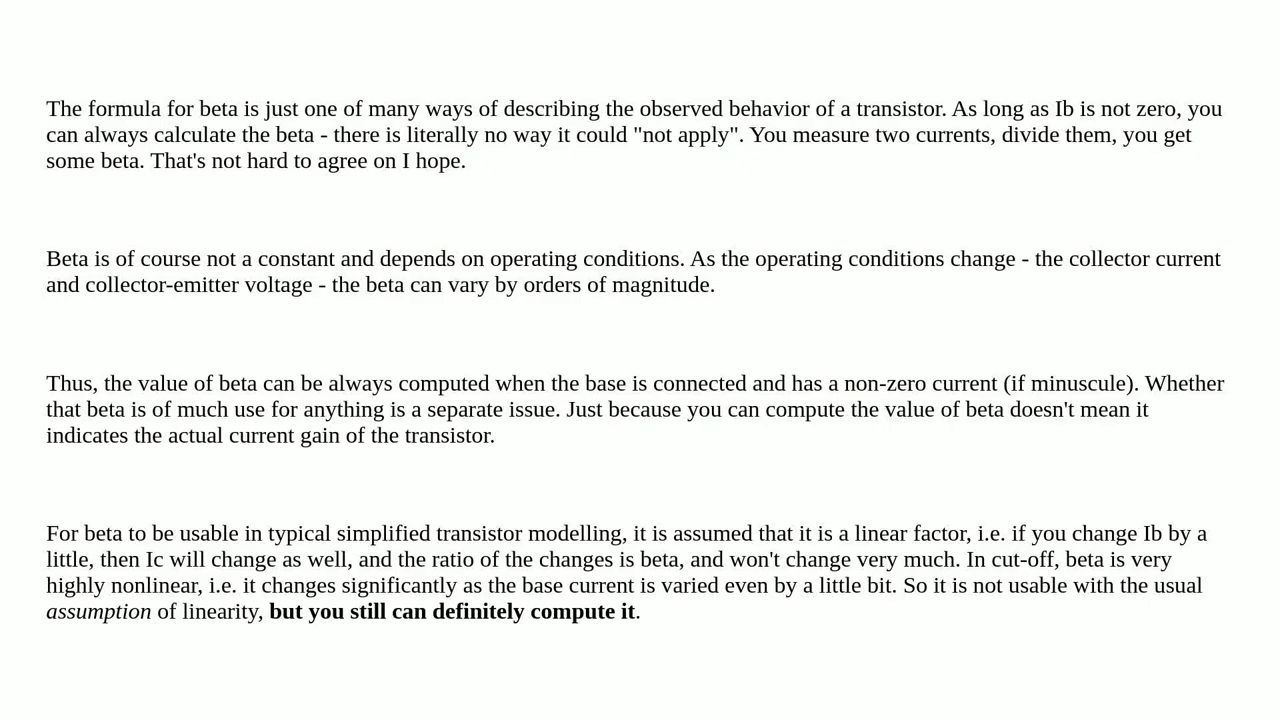 The formula for beta is just one of many ways of describing the observed behavior of a transistor. As long as Ib is not zero, you
can always calculate the beta - there is literally no way it could "not apply". You measure two currents, divide them, you get
some beta. That's not hard to agree on I hope.
Beta is of course not a constant and depends on operating conditions. As the operating conditions change - the collector current
and collector-emitter voltage - the beta can vary by orders of magnitude.
Thus, the value of beta can be always computed when the base is connected and has a non-zero current (if minuscule). Whether
that beta is of much use for anything is a separate issue. Just because you can compute the value of beta doesn't mean it
indicates the actual current gain of the transistor.
For beta to be usable in typical simplified transistor modelling, it is assumed that it is a linear factor, i.e. if you change Ib by a
little, then Ic will change as well, and the ratio of the changes is beta, and won't change very much. In cut-off, beta is very
highly nonlinear, i.e. it changes significantly as the base current is varied even by a little bit. So it is not usable with the usual
assumption of linearity, but you still can definitely compute it.